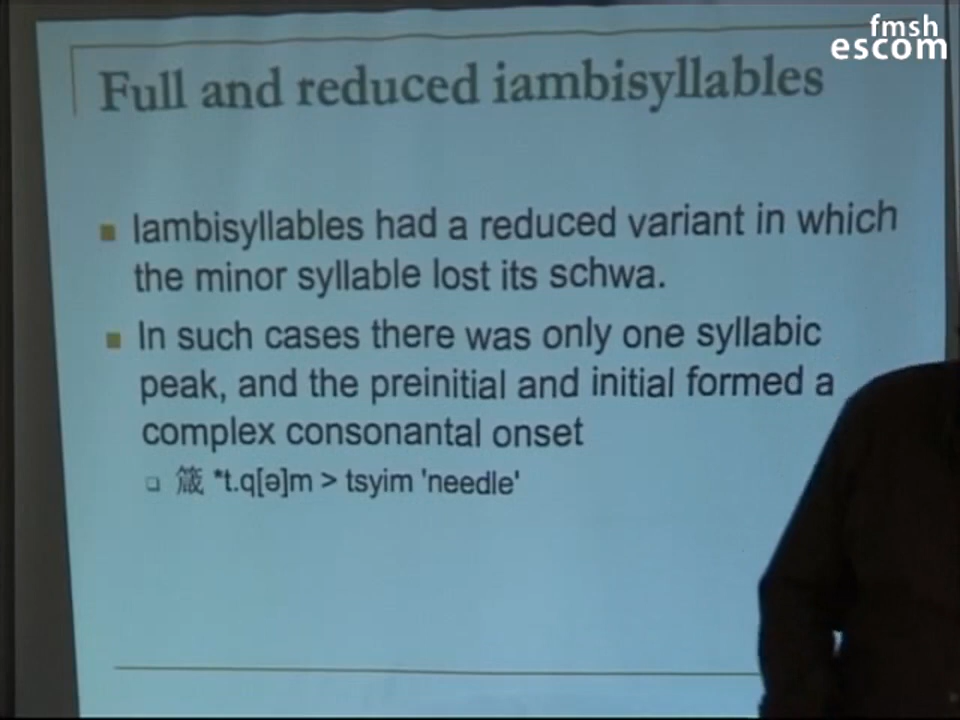 fmsh
escom
Full and reduced iambisyllables
Iambisyllables had a reduced variant in which
the minor syllable lost its schwa.
In such cases there was only one syllabic
peak, and the preinitial and initial formed a
complex consonantal onset
箴 *t.q[ə]m > tsyim 'needle'